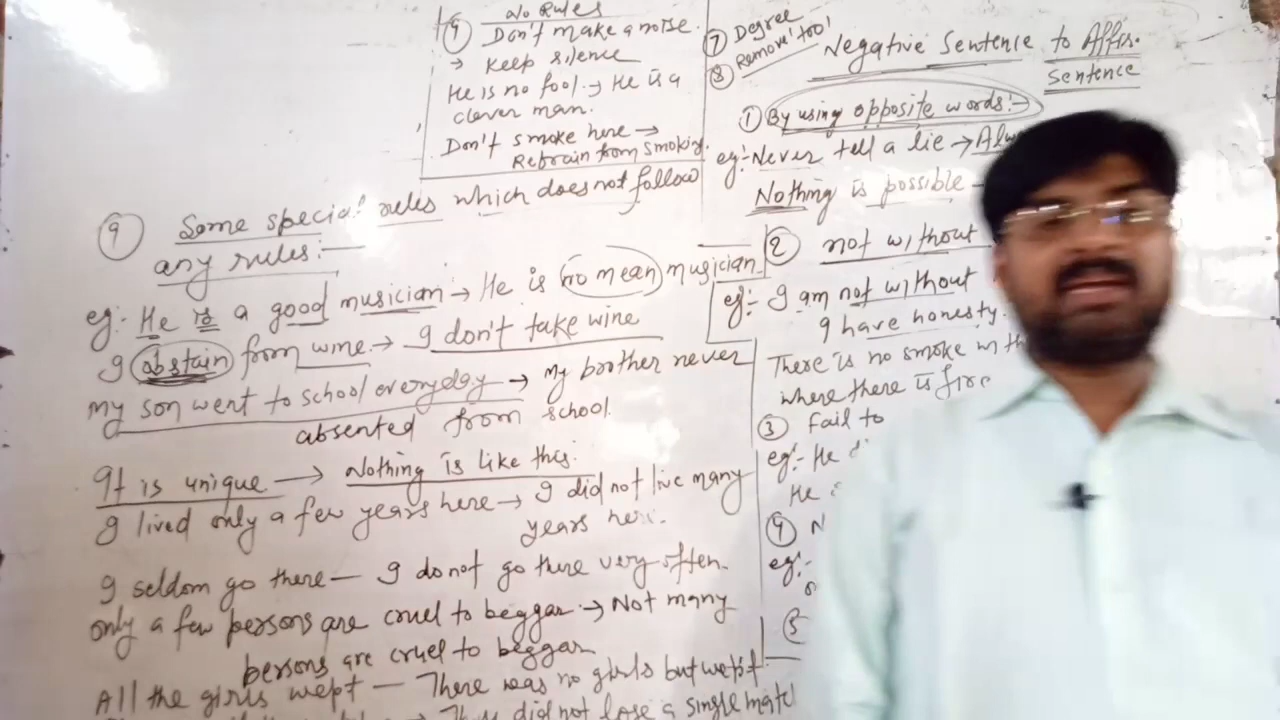 9 No Rules
Don't make a noise.
→ Keep silence
He is no fool. → He is a
clever man.
Don't smoke here →
Refrain from smoking.
9 Some special rules which does not follow
any rules:—
eg:- He is a good musician → He is no mean musician
I abstain from wine. → I don't take wine
My son went to school everyday → My brother never
absented from school.
It is unique → Nothing is like this.
I lived only a few years here → I did not live many
years here.
I seldom go there — I do not go there very often.
Only a few persons are cruel to beggar. → Not many
persons are cruel to beggar
All the girls wept — There was no girls but wept.
They did not lose a single match
7 Degree
8 Remove 'too'
Negative Sentence to Affir.
Sentence
1 By using opposite words:→
eg:- Never tell a lie →
Nothing is possible -
2 not without
eg:- I am not without
I have honesty.
There is no smoke
where there is fire
3 Fail to
eg:- He
He
4 N
eg:-
5